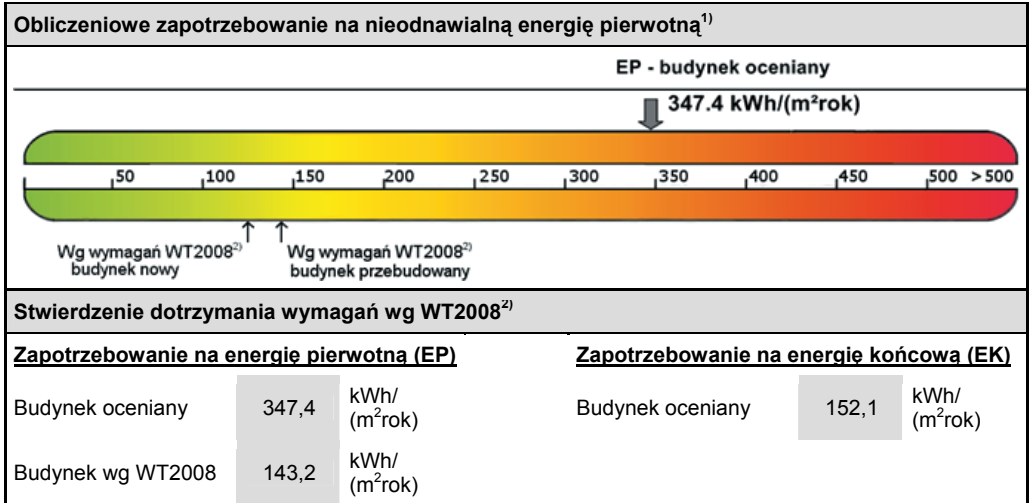 Obliczeniowe zapotrzebowanie na nieodnawialną energię pierwotną1)
EP - budynek oceniany
347.4 kWh/(m²rok)
50 100 150 200 250 300 350 400 450 500 >500
Wg wymagań WT20082)
budynek nowy
Wg wymagań WT20082)
budynek przebudowany
Stwierdzenie dotrzymania wymagań wg WT20082)
Zapotrzebowanie na energię pierwotną (EP)
Budynek oceniany 347,4 kWh/
(m2rok)
Budynek wg WT2008 143,2 kWh/
(m2rok)
Zapotrzebowanie na energię końcową (EK)
Budynek oceniany 152,1 kWh/
(m2rok)